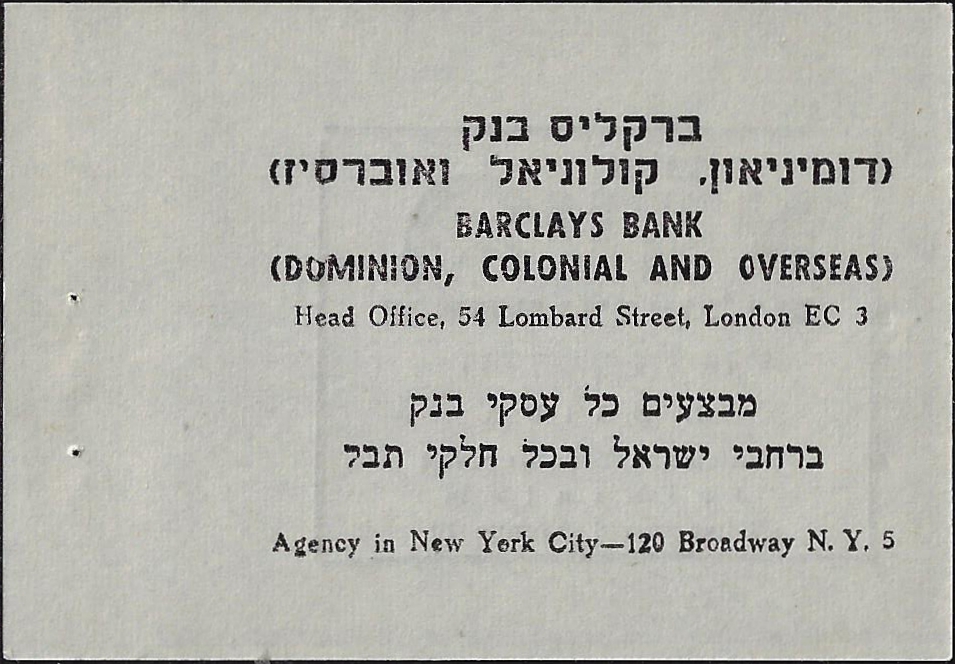 ברקליס בנק
(דומיניאון, קולוניאל ואוברסיז)
BARCLAYS BANK
(DOMINION, COLONIAL AND OVERSEAS)
Head Office, 54 Lombard Street, London EC 3
מבצעים כל עסקי בנק
ברחבי ישראל ובכל חלקי תבל
Agency in New York City—120 Broadway N. Y. 5